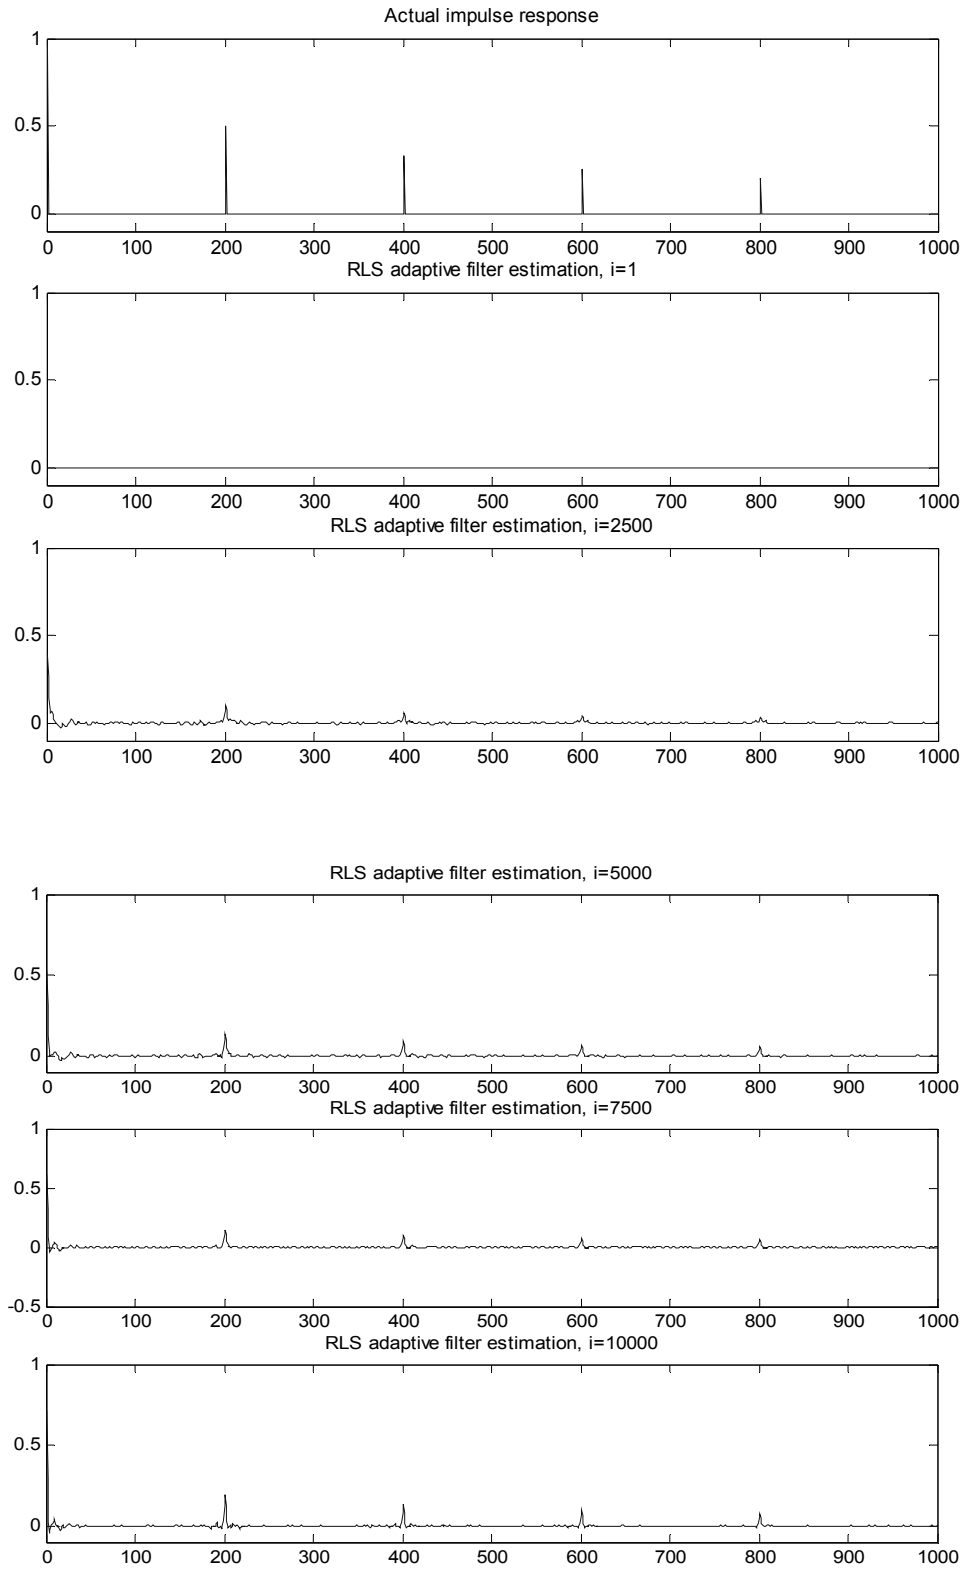 Actual impulse response
1
0.5
0
0 100 200 300 400 500 600 700 800 900 1000
RLS adaptive filter estimation, i=1
1
0.5
0
0 100 200 300 400 500 600 700 800 900 1000
RLS adaptive filter estimation, i=2500
1
0.5
0
0 100 200 300 400 500 600 700 800 900 1000
RLS adaptive filter estimation, i=5000
1
0.5
0
0 100 200 300 400 500 600 700 800 900 1000
RLS adaptive filter estimation, i=7500
1
0.5
0
-0.5
0 100 200 300 400 500 600 700 800 900 1000
RLS adaptive filter estimation, i=10000
1
0.5
0
0 100 200 300 400 500 600 700 800 900 1000